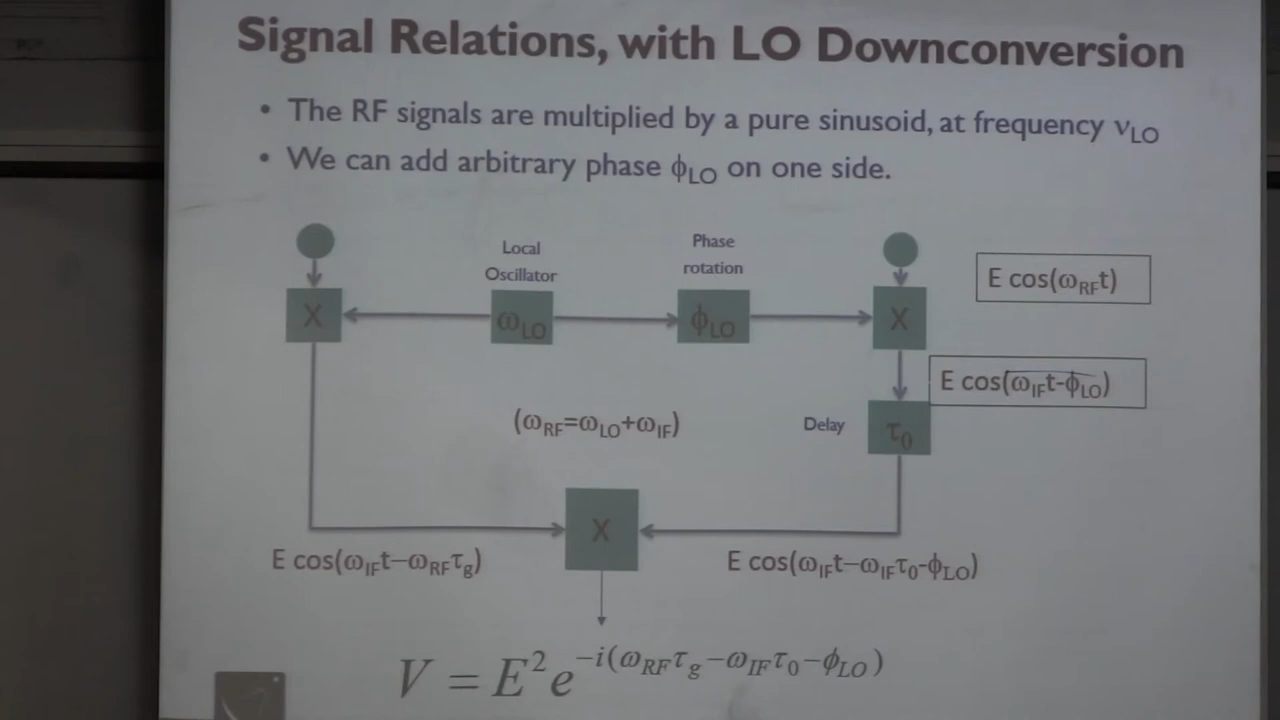 Signal Relations, with LO Downconversion
• The RF signals are multiplied by a pure sinusoid, at frequency νLO
• We can add arbitrary phase ϕLO on one side.
Local
Oscillator
Phase
rotation
E cos(ωRFt)
X
ωLO
ϕLO
X
E cos(ωIFt-ϕLO)
(ωRF=ωLO+ωIF)
Delay
τ0
X
E cos(ωIFt–ωRFτg)
E cos(ωIFt–ωIFτ0-ϕLO)
V = E²e^−i(ωRFτg−ωIFτ0−ϕLO)